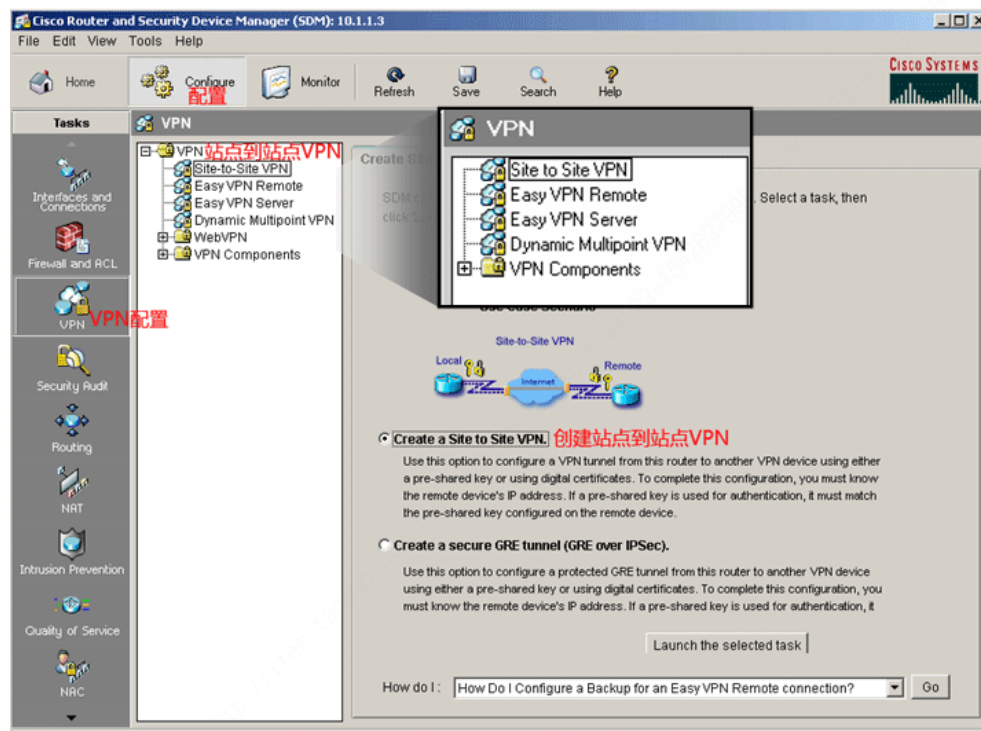 Cisco Router and Security Device Manager (SDM): 10.1.1.3
File Edit View Tools Help
Home
Configure
配置
Monitor
Refresh
Save
Search
Help
CISCO SYSTEMS
Tasks
VPN
Interfaces and
Connections
Firewall and ACL
VPN
VPN配置
Security Audit
Routing
NAT
Intrusion Prevention
Quality of Service
NAC
VPN
站点到站点VPN
Site-to-Site VPN
Easy VPN Remote
Easy VPN Server
Dynamic Multipoint VPN
WebVPN
VPN Components
VPN
Site to Site VPN
Easy VPN Remote
Easy VPN Server
Dynamic Multipoint VPN
VPN Components
Create
SDM
click
. Select a task, then
Use Case Scenario
Site-to-Site VPN
Local
Internet
Remote
Create a Site to Site VPN.
创建站点到站点VPN
Use this option to configure a VPN tunnel from this router to another VPN device using either
a pre-shared key or using digital certificates. To complete this configuration, you must know
the remote device's IP address. If a pre-shared key is used for authentication, it must match
the pre-shared key configured on the remote device.
Create a secure GRE tunnel (GRE over IPSec).
Use this option to configure a protected GRE tunnel from this router to another VPN device
using either a pre-shared key or using digital certificates. To complete this configuration, you
must know the remote device's IP address. If a pre-shared key is used for authentication, it
Launch the selected task
How do I :
How Do I Configure a Backup for an Easy VPN Remote connection?
Go